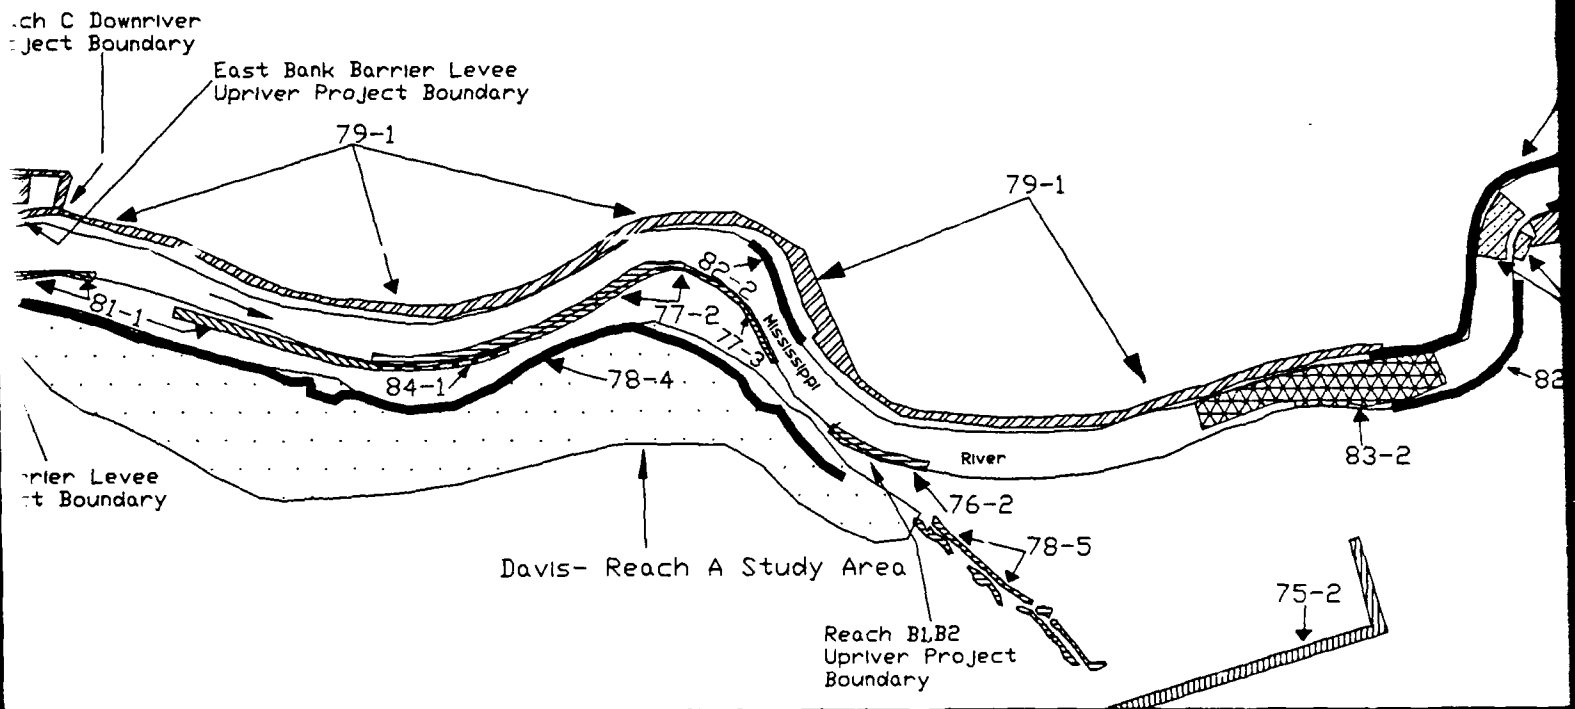 ch C Downriver
ject Boundary
East Bank Barrier Levee
Upriver Project Boundary
79-1
79-1
82-2
81-1
77-2
77-3
Mississippi
84-1
78-4
82
83-2
River
rier Levee
t Boundary
76-2
78-5
Davis- Reach A Study Area
75-2
Reach B1,B2
Upriver Project
Boundary